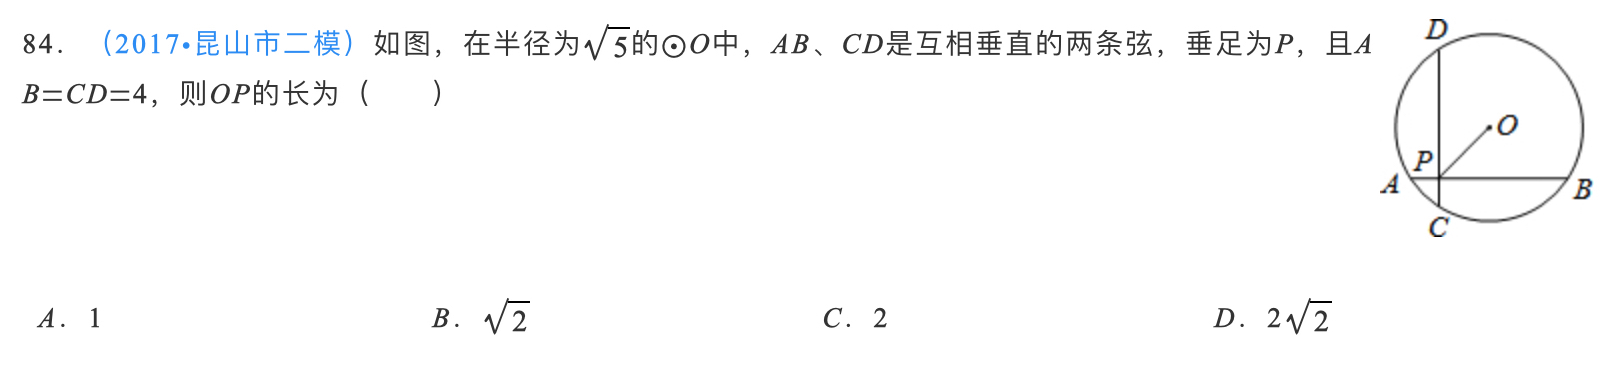 84. (2017•昆山市二模) 如图，在半径为√5的⊙O中，AB、CD是互相垂直的两条弦，垂足为P，且A
B=CD=4，则OP的长为（　　）
D
O
P
A
B
C
A. 1 B. √2 C. 2 D. 2√2